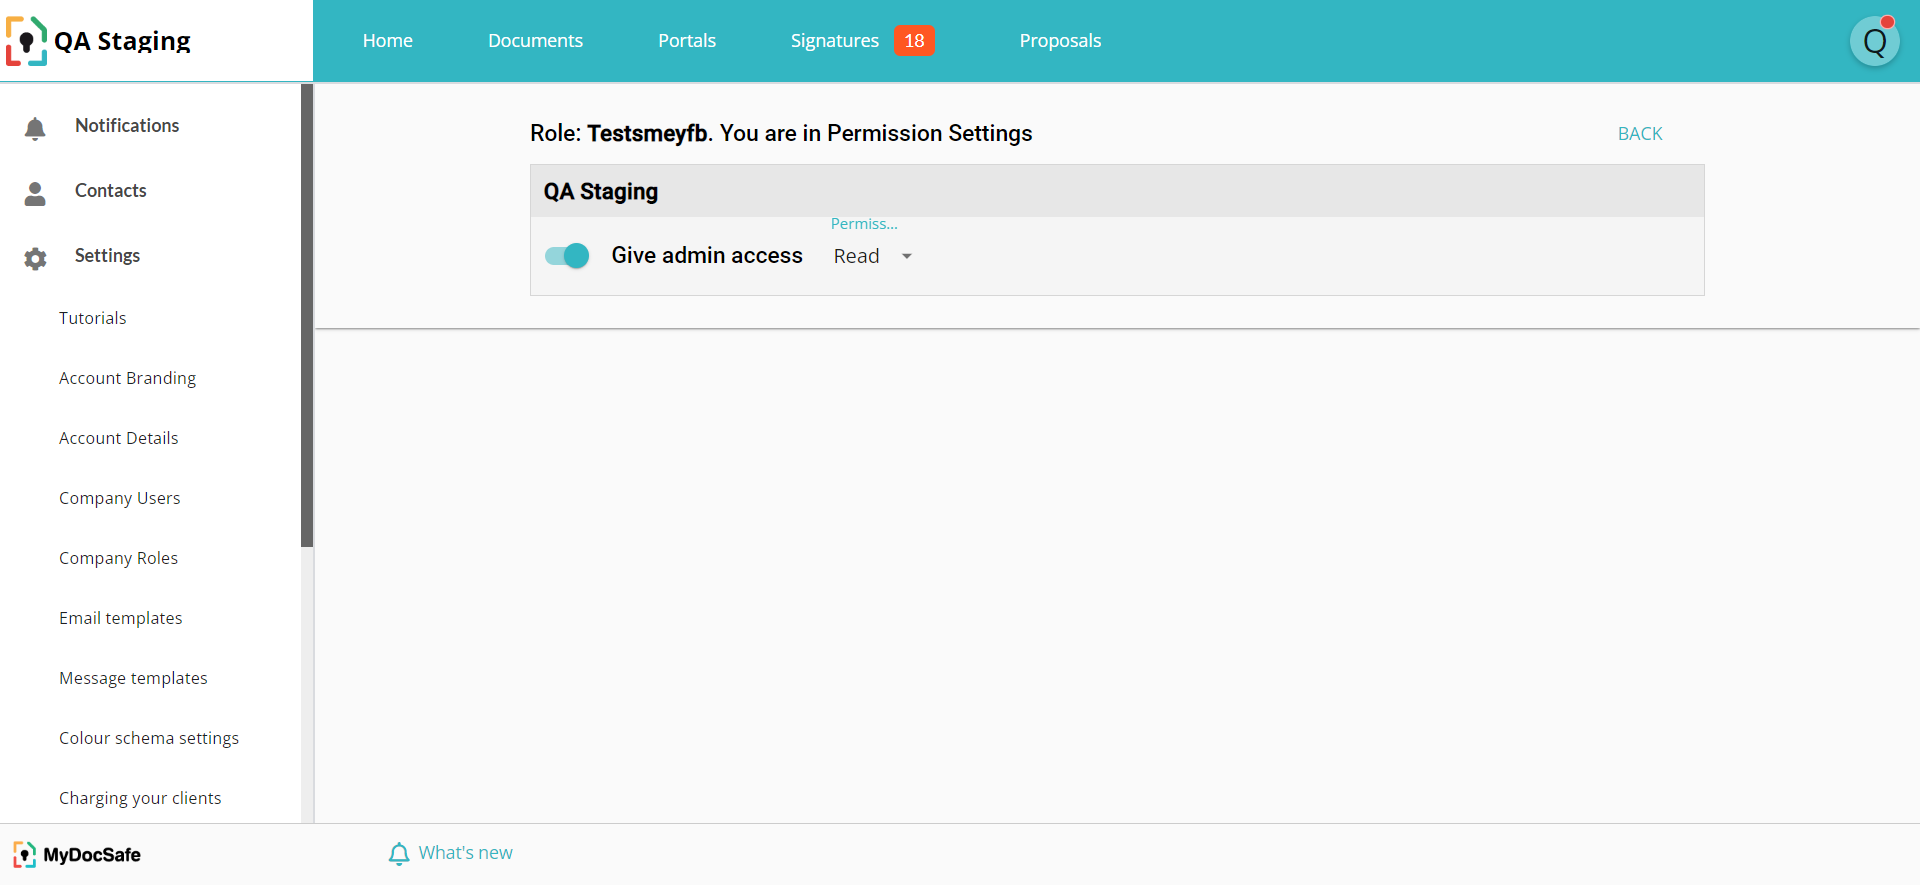 QA Staging
Home
Documents
Portals
Signatures 18
Proposals
Q
Notifications
Contacts
Settings
Tutorials
Account Branding
Account Details
Company Users
Company Roles
Email templates
Message templates
Colour schema settings
Charging your clients
Role: Testsmeyfb. You are in Permission Settings
BACK
QA Staging
Permiss...
Give admin access
Read
MyDocSafe
What's new